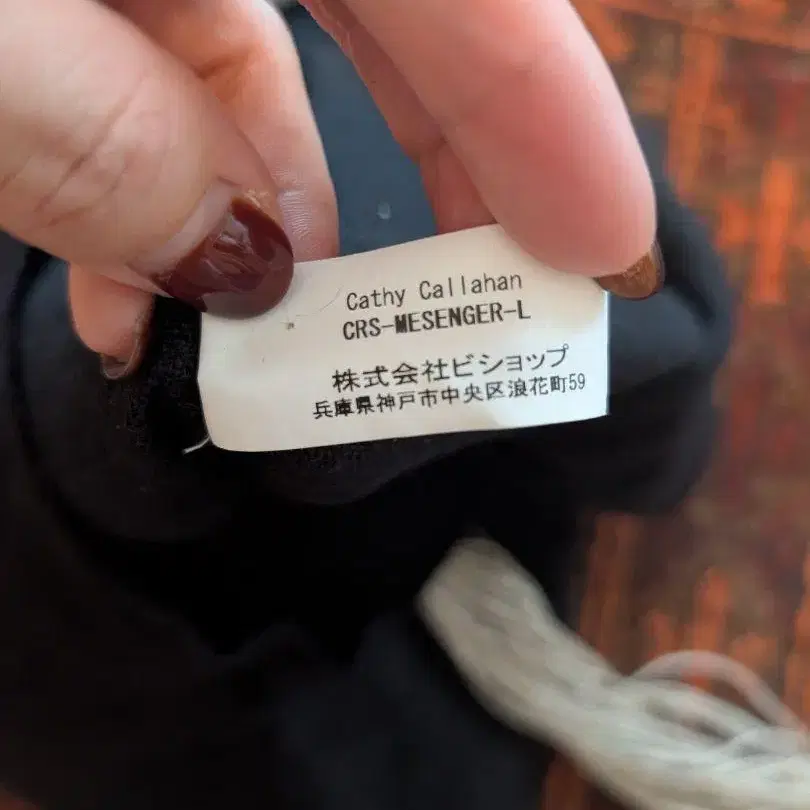 Cathy Callahan
CRS-MESENGER-L
株式会社ビショップ
兵庫県神戸市中央区浪花町59